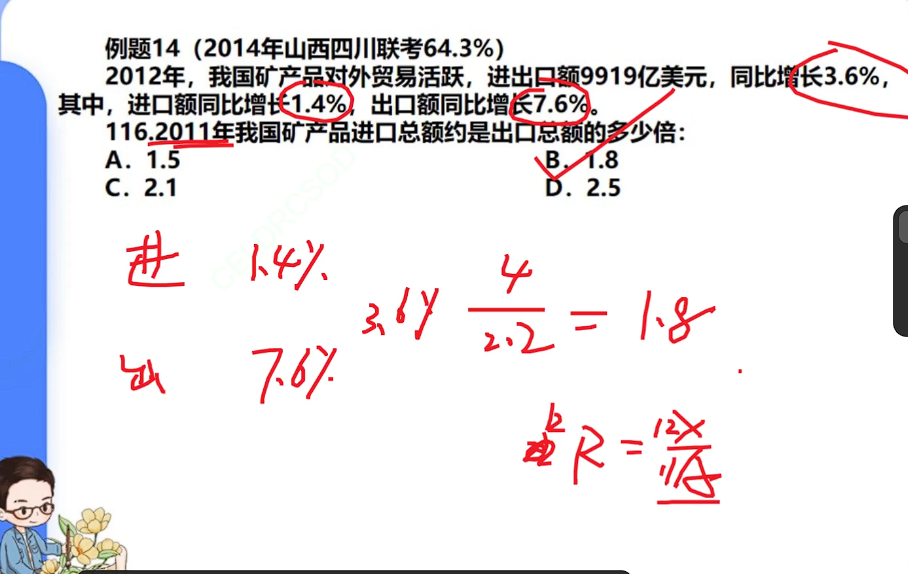 例题14（2014年山西四川联考64.3%）
2012年，我国矿产品对外贸易活跃，进出口额9919亿美元，同比增长3.6%，
其中，进口额同比增长1.4%，出口额同比增长7.6%。
116.2011年我国矿产品进口总额约是出口总额的多少倍：
A．1.5 B．1.8
C．2.1 D．2.5
进 1.4%
3.6% 4/2.2 = 1.8
出 7.6%
12 R =